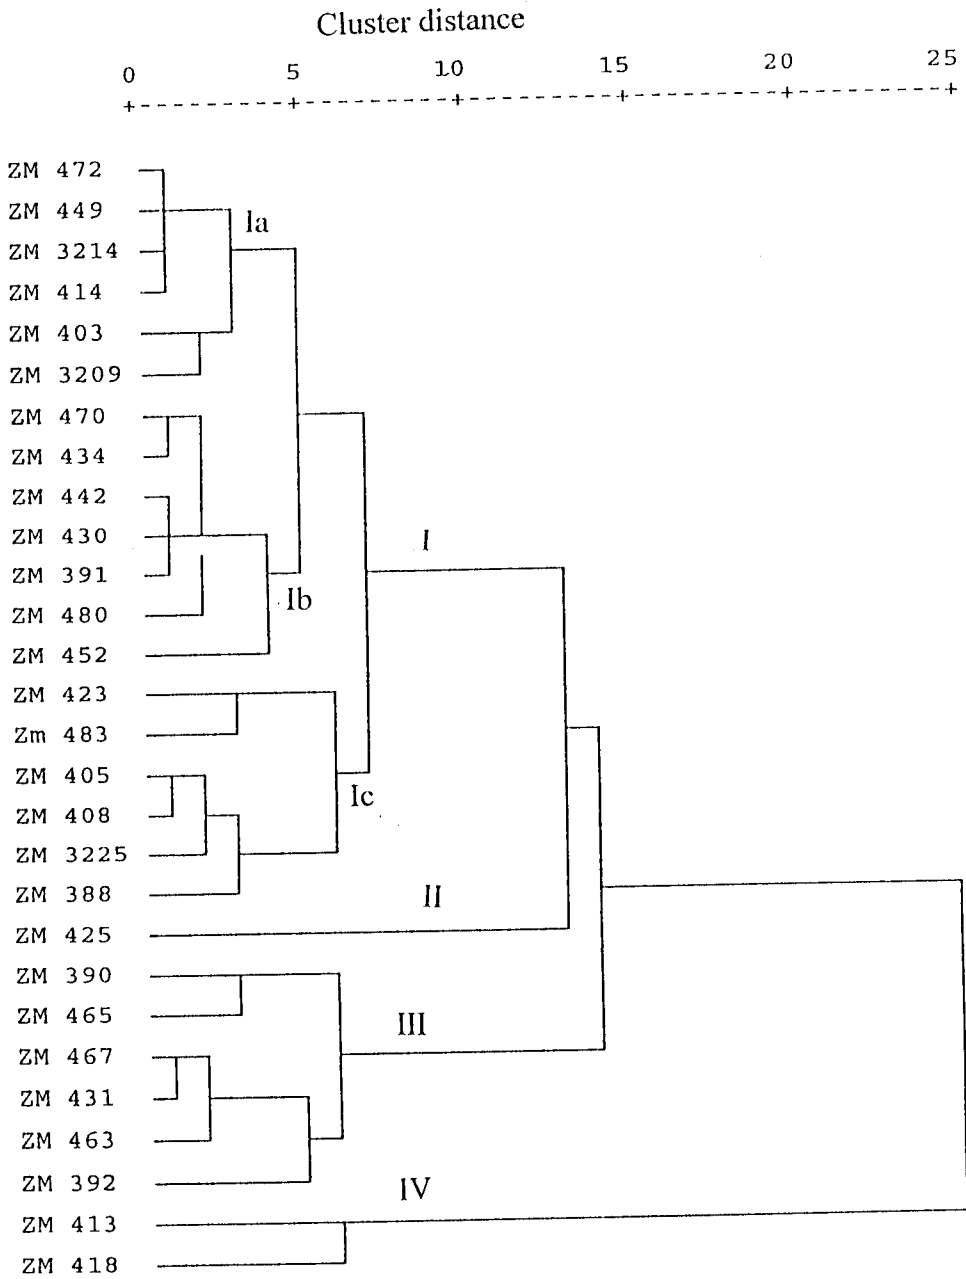 Cluster distance
0 5 10 15 20 25
ZM 472
ZM 449
Ia
ZM 3214
ZM 414
ZM 403
ZM 3209
ZM 470
ZM 434
ZM 442
ZM 430
I
ZM 391
Ib
ZM 480
ZM 452
ZM 423
Zm 483
ZM 405
Ic
ZM 408
ZM 3225
ZM 388
II
ZM 425
ZM 390
ZM 465
III
ZM 467
ZM 431
ZM 463
ZM 392
IV
ZM 413
ZM 418